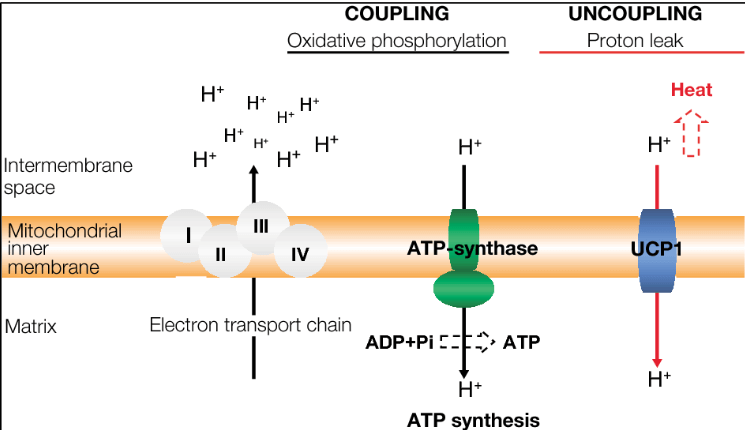 COUPLING
Oxidative phosphorylation
UNCOUPLING
Proton leak
Heat
H⁺
H⁺
H⁺
H⁺
H⁺
H⁺
H⁺
H⁺
H⁺
H⁺
Intermembrane
space
Mitochondrial
inner
membrane
I
II
III
IV
ATP-synthase
UCP1
Matrix
Electron transport chain
ADP+Pi
ATP
H⁺
H⁺
ATP synthesis